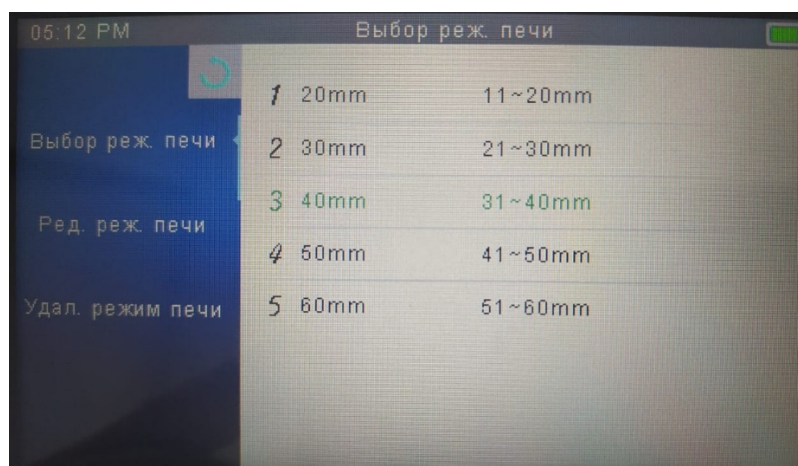 05:12 PM
Выбор реж. печи
Выбор реж. печи
Ред. реж. печи
Удал. режим печи
1 20mm 11~20mm
2 30mm 21~30mm
3 40mm 31~40mm
4 50mm 41~50mm
5 60mm 51~60mm